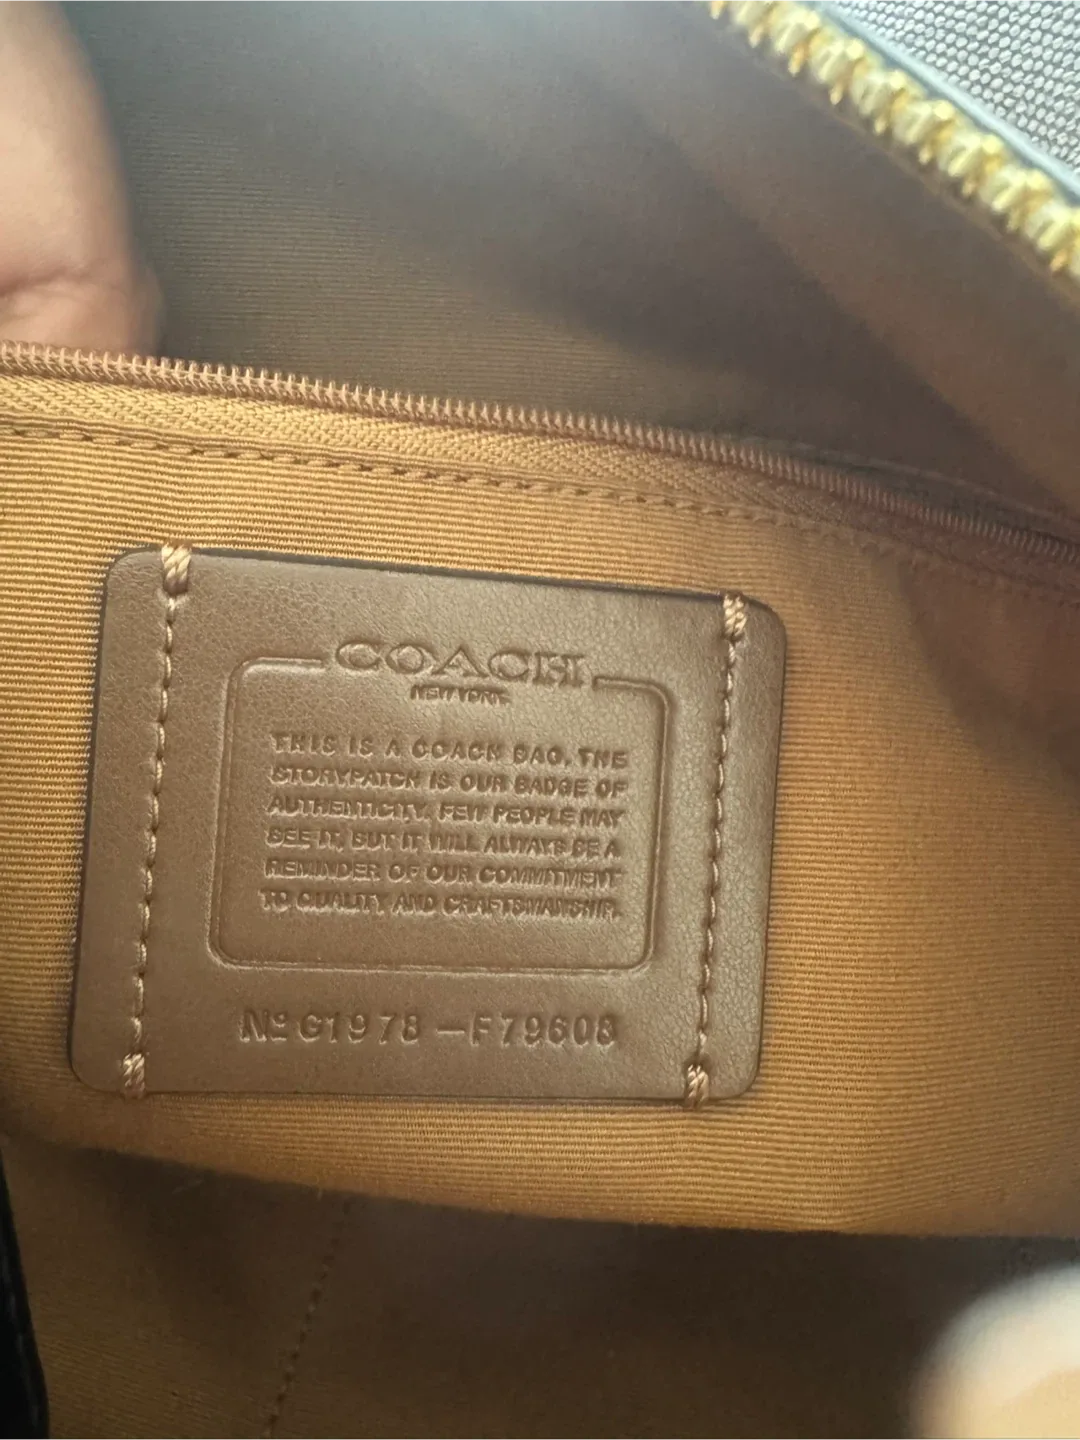 COACH
NEW YORK
THIS IS A COACH BAG. THE
STORYPATCH IS OUR BADGE OF
AUTHENTICITY. FEW PEOPLE MAY
SEE IT, BUT IT WILL ALWAYS BE A
REMINDER OF OUR COMMITMENT
TO QUALITY AND CRAFTSMANSHIP.
Nº G1978 – F79608